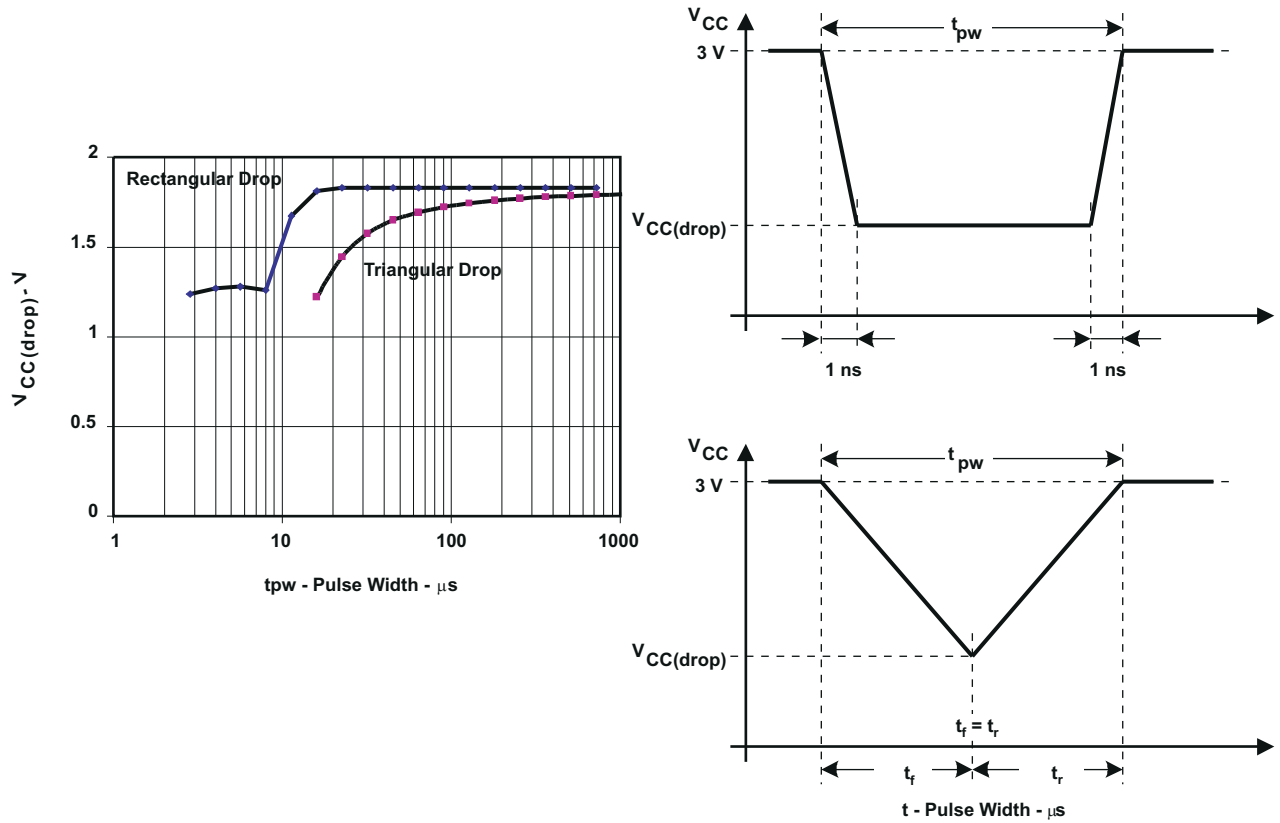 2
1.5
1
0.5
0
V CC(drop) - V
Rectangular Drop
Triangular Drop
1
10
100
1000
tpw - Pulse Width - μs
VCC
3 V
tpw
VCC(drop)
1 ns
1 ns
VCC
3 V
t pw
VCC(drop)
tf = tr
tf
tr
t - Pulse Width - μs